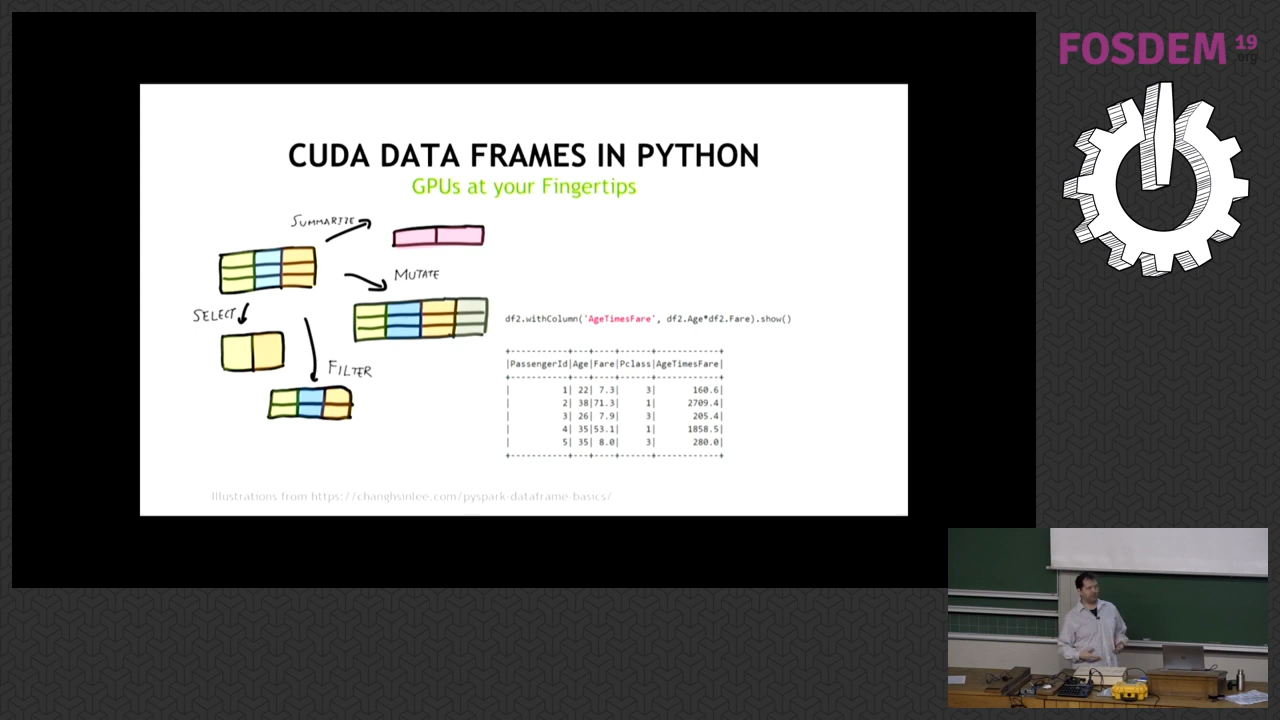 FOSDEM 19
.org
CUDA DATA FRAMES IN PYTHON
GPUs at your Fingertips
SUMMARIZE
MUTATE
SELECT
FILTER
df2.withColumn('AgeTimesFare', df2.Age*df2.Fare).show()
+-----------+---+----+------+------------+
|PassengerId|Age|Fare|Pclass|AgeTimesFare|
+-----------+---+----+------+------------+
|          1| 22| 7.3|     3|       160.6|
|          2| 38|71.3|     1|      2709.4|
|          3| 26| 7.9|     3|       205.4|
|          4| 35|53.1|     1|      1858.5|
|          5| 35| 8.0|     3|       280.0|
+-----------+---+----+------+------------+
Illustrations from https://changhsinlee.com/pyspark-dataframe-basics/